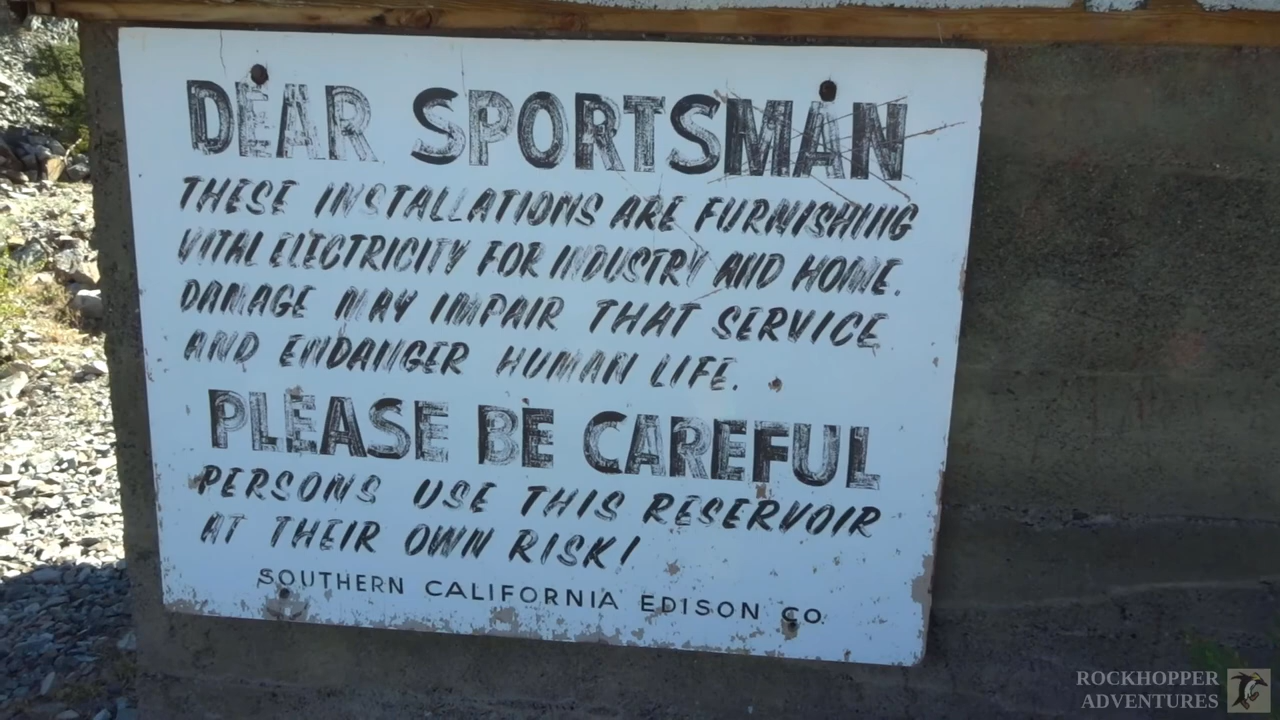 DEAR SPORTSMAN
THESE INSTALLATIONS ARE FURNISHING
VITAL ELECTRICITY FOR INDUSTRY AND HOME.
DAMAGE MAY IMPAIR THAT SERVICE
AND ENDANGER HUMAN LIFE.
PLEASE BE CAREFUL
PERSONS USE THIS RESERVOIR
AT THEIR OWN RISK!
SOUTHERN CALIFORNIA EDISON CO
ROCKHOPPER
ADVENTURES